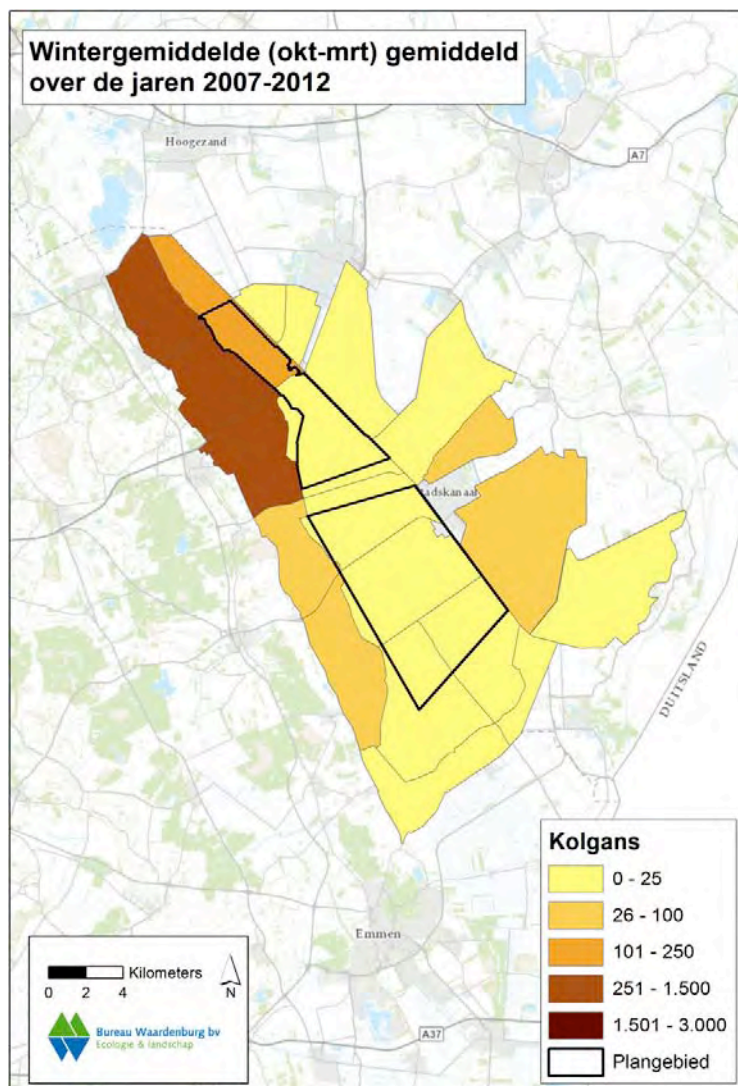 Wintergemiddelde (okt-mrt) gemiddeld
over de jaren 2007-2012
Hoogezand
A7
adskanaal
DUITSLAND
Emmen
A37
Kilometers
0 2 4
N
Bureau Waardenburg bv
Ecologie & landschap
Kolgans
0 - 25
26 - 100
101 - 250
251 - 1.500
1.501 - 3.000
Plangebied